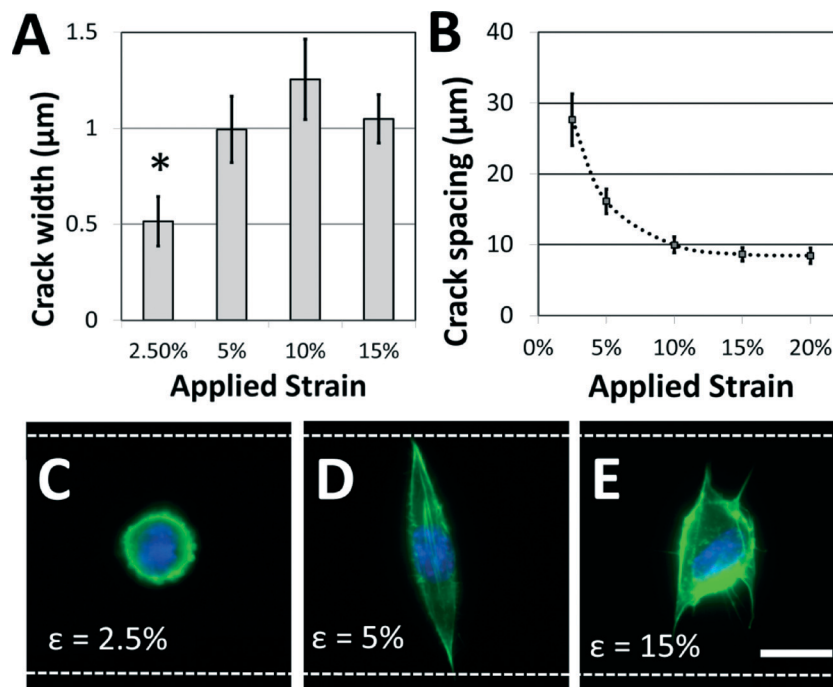 A
Crack width (μm)
1.5
1
0.5
0
*
2.50% 5% 10% 15%
Applied Strain
B
Crack spacing (μm)
40
30
20
10
0
0% 5% 10% 15% 20%
Applied Strain
C
ε = 2.5%
D
ε = 5%
E
ε = 15%